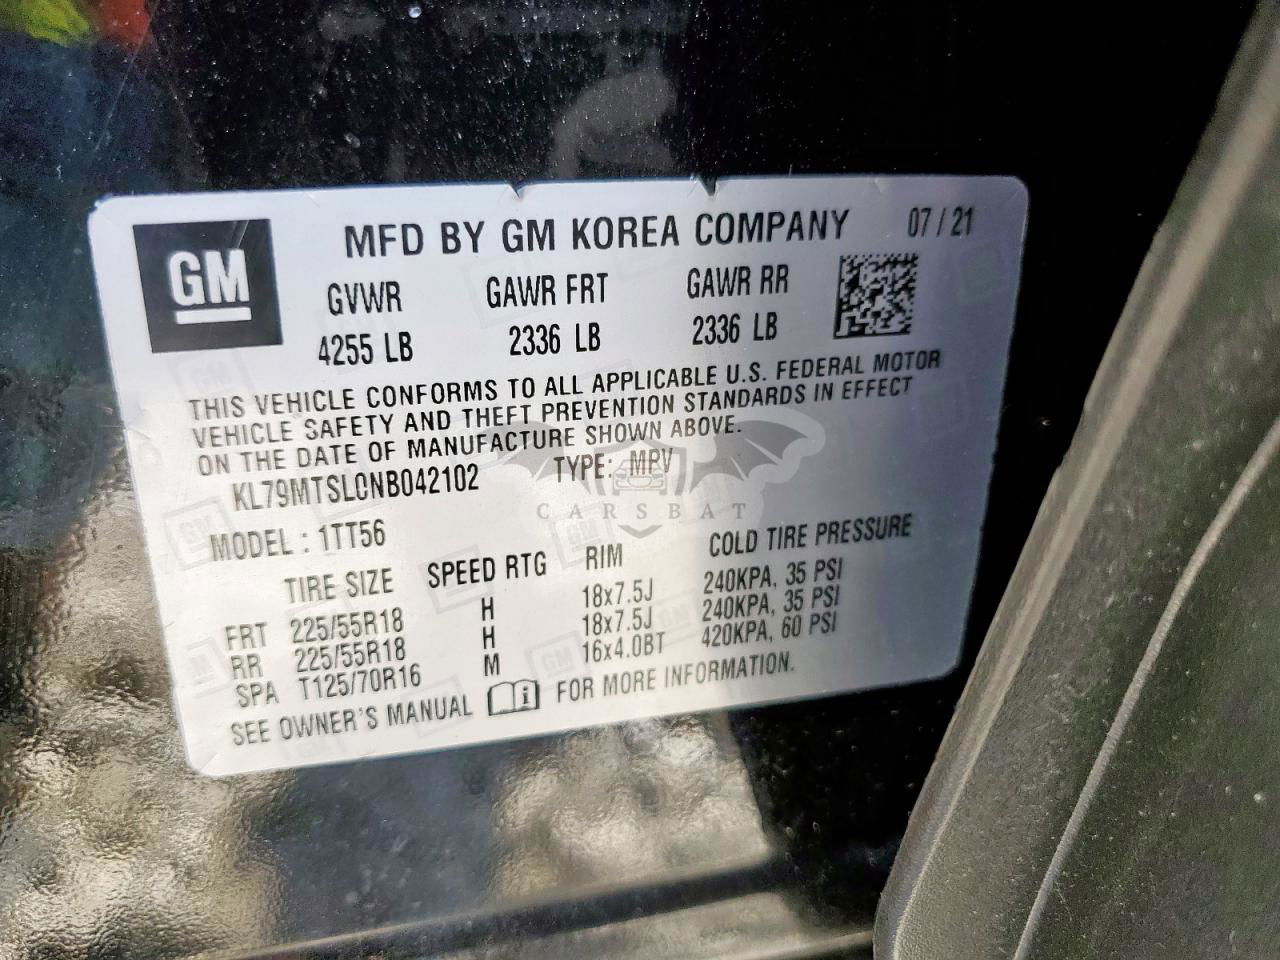 GM
MFD BY GM KOREA COMPANY 07/21
GVWR GAWR FRT GAWR RR
4255 LB 2336 LB 2336 LB
THIS VEHICLE CONFORMS TO ALL APPLICABLE U.S. FEDERAL MOTOR
VEHICLE SAFETY AND THEFT PREVENTION STANDARDS IN EFFECT
ON THE DATE OF MANUFACTURE SHOWN ABOVE.
KL79MTSL0NB042102 TYPE: MPV
CARSBAT
MODEL: 1TT56
TIRE SIZE SPEED RTG RIM COLD TIRE PRESSURE
FRT 225/55R18 H 18x7.5J 240KPA, 35 PSI
RR 225/55R18 H 18x7.5J 240KPA, 35 PSI
SPA T125/70R16 M 16x4.0BT 420KPA, 60 PSI
SEE OWNER'S MANUAL i FOR MORE INFORMATION.